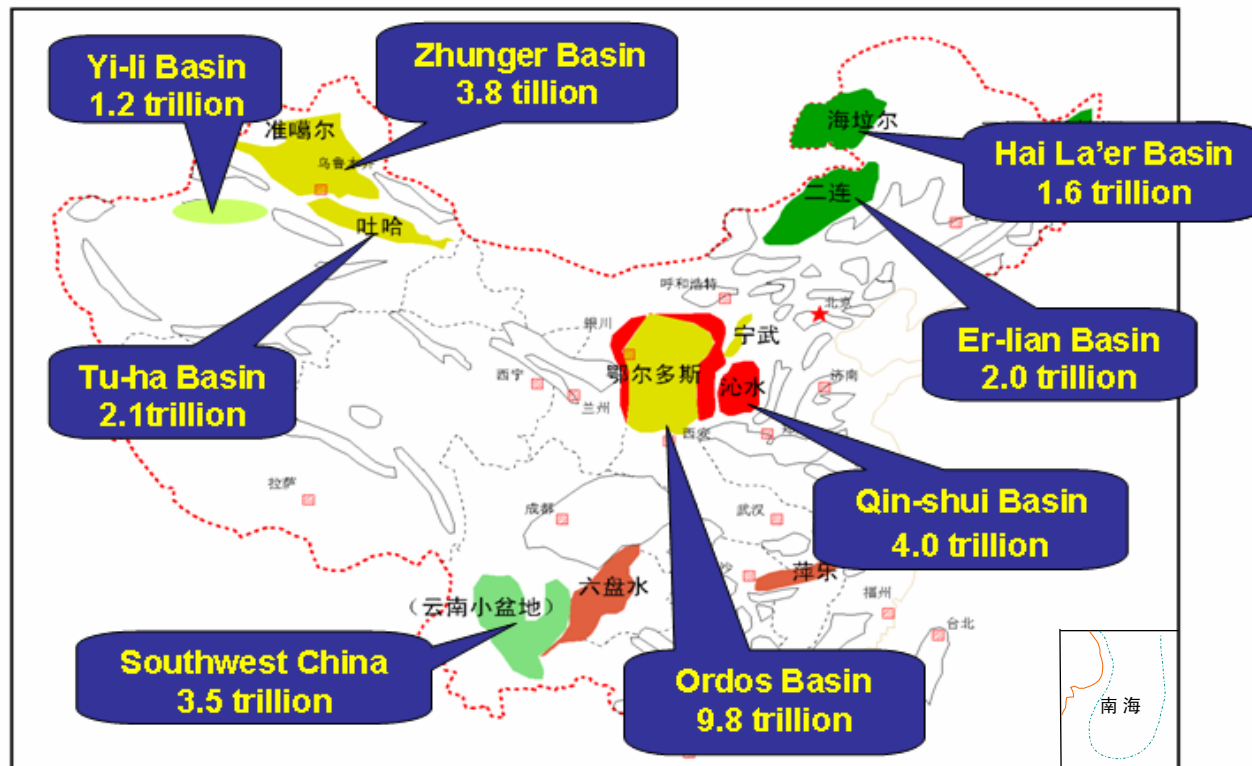 Yi-li Basin
1.2 trillion
Zhunger Basin
3.8 tillion
准噶尔
海拉尔
Hai La’er Basin
1.6 trillion
二连
吐哈
呼和浩特
北京
银川
宁武
Er-lian Basin
2.0 trillion
Tu-ha Basin
2.1trillion
西宁
鄂尔多斯
沁水
济南
兰州
西安
拉萨
成都
武汉
Qin-shui Basin
4.0 trillion
六盘水
萍乐
（云南小盆地）
福州
台北
Southwest China
3.5 trillion
Ordos Basin
9.8 trillion
南海